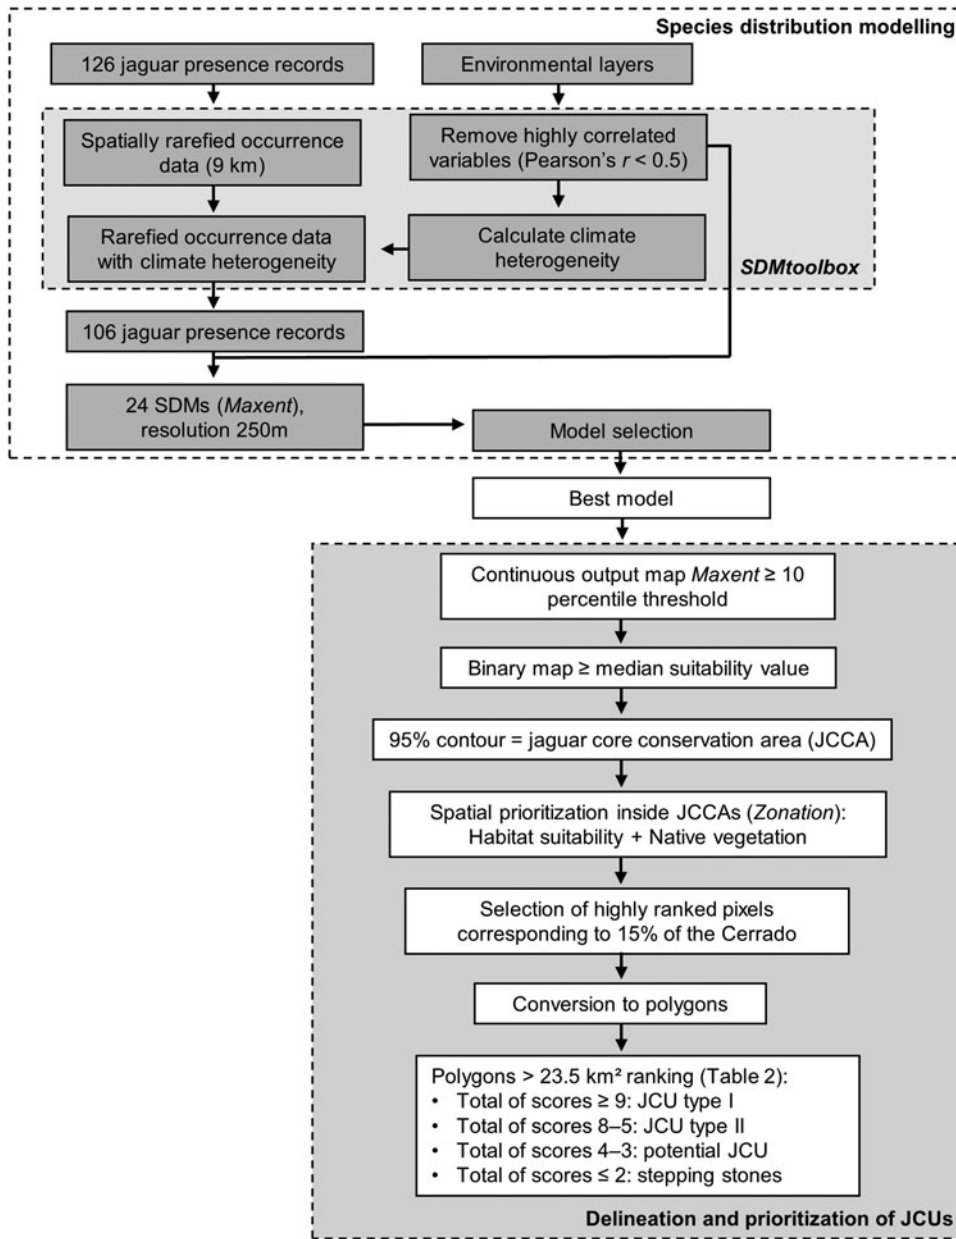 Species distribution modelling
126 jaguar presence records
Environmental layers
Spatially rarefied occurrence
data (9 km)
Remove highly correlated
variables (Pearson's r < 0.5)
Rarefied occurrence data
with climate heterogeneity
Calculate climate
heterogeneity
SDMtoolbox
106 jaguar presence records
24 SDMs (Maxent),
resolution 250m
Model selection
Best model
Continuous output map Maxent ≥ 10
percentile threshold
Binary map ≥ median suitability value
95% contour = jaguar core conservation area (JCCA)
Spatial prioritization inside JCCAs (Zonation):
Habitat suitability + Native vegetation
Selection of highly ranked pixels
corresponding to 15% of the Cerrado
Conversion to polygons
Polygons > 23.5 km² ranking (Table 2):
• Total of scores ≥ 9: JCU type I
• Total of scores 8–5: JCU type II
• Total of scores 4–3: potential JCU
• Total of scores ≤ 2: stepping stones
Delineation and prioritization of JCUs